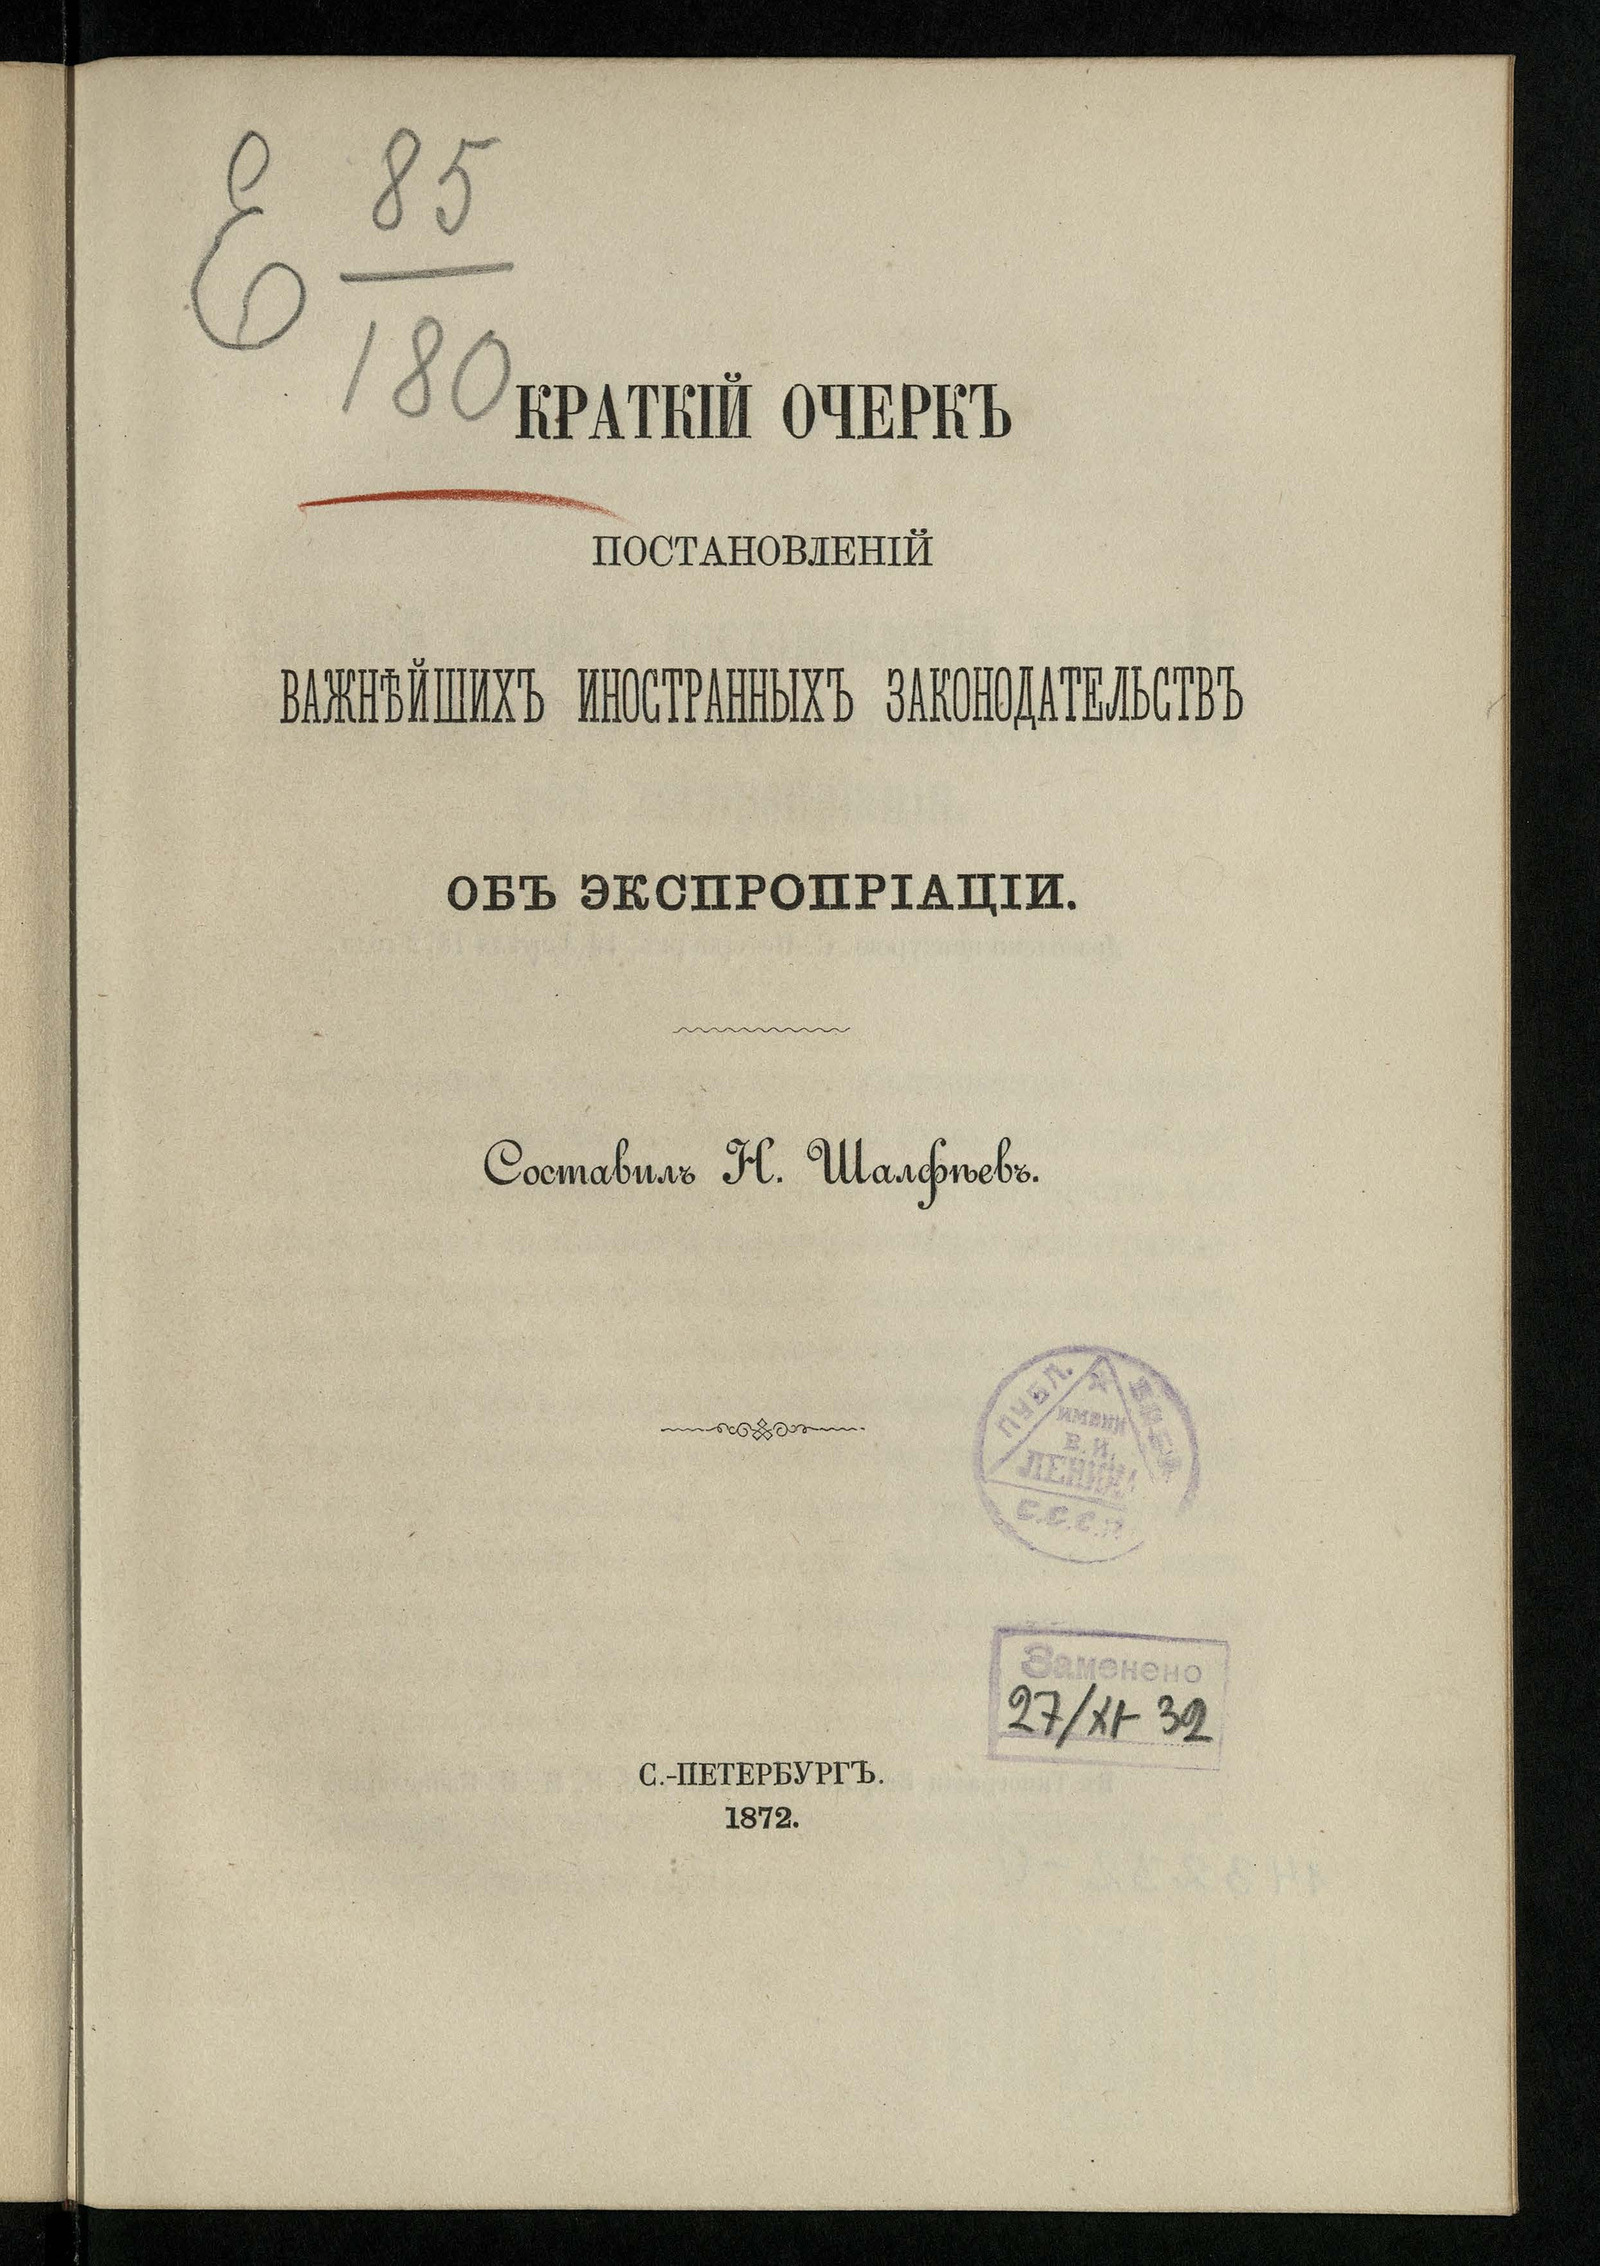 Е 85
180
КРАТКІЙ ОЧЕРКЪ
ПОСТАНОВЛЕНІЙ
ВАЖНѢЙШИХЪ ИНОСТРАННЫХЪ ЗАКОНОДАТЕЛЬСТВЪ
ОБЪ ЭКСПРОПРІАЦІИ.
Составилъ Н. Шалфѣевъ.
ПУБЛ.
ИМЕНИ
В.И.
ЛЕНИНА
С.С.С.Р.
Заменено
27/XI 32
С.-ПЕТЕРБУРГЪ.
1872.